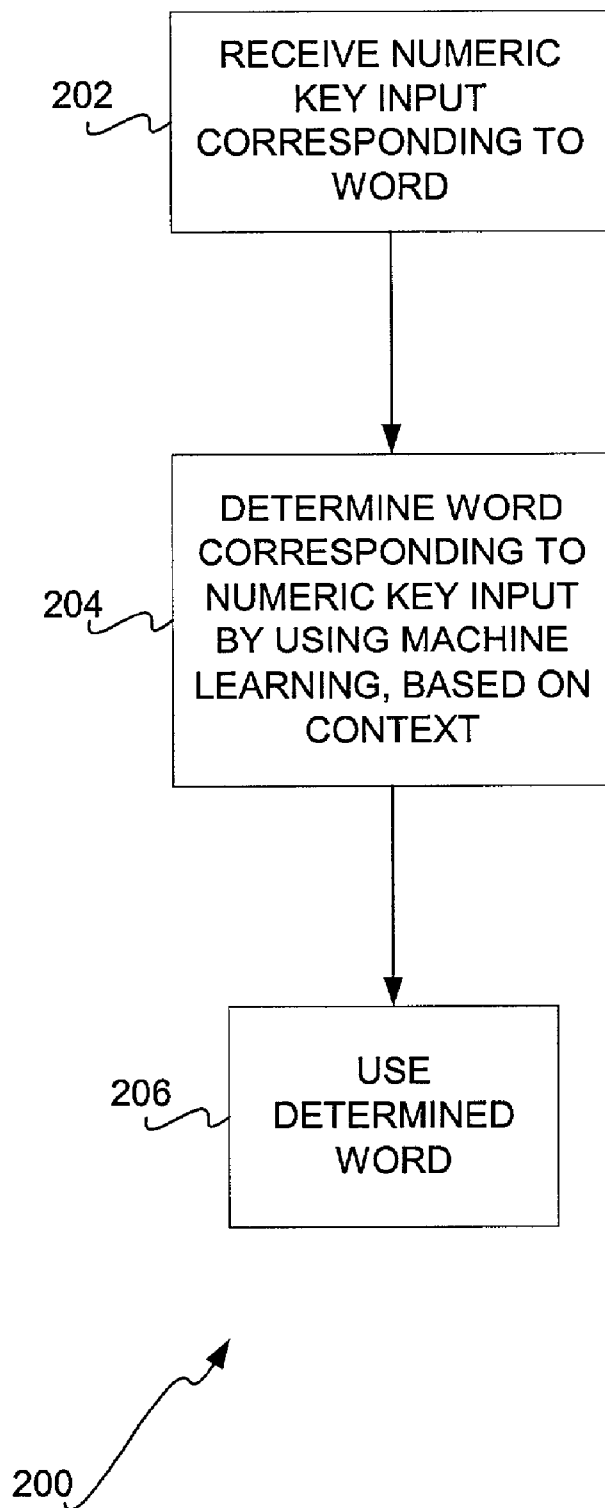 202
RECEIVE NUMERIC
KEY INPUT
CORRESPONDING TO
WORD
204
DETERMINE WORD
CORRESPONDING TO
NUMERIC KEY INPUT
BY USING MACHINE
LEARNING, BASED ON
CONTEXT
206
USE
DETERMINED
WORD
200